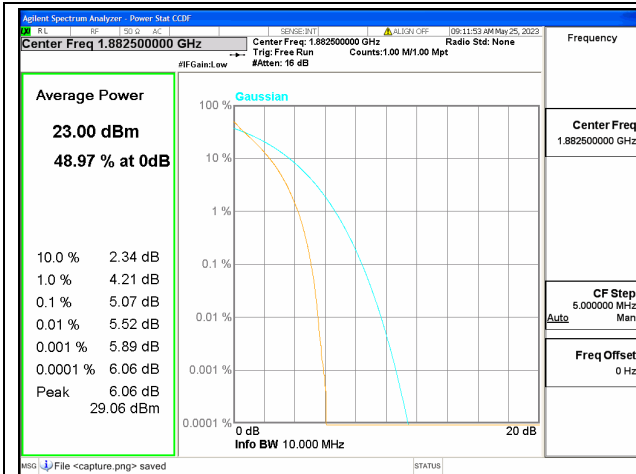 Agilent Spectrum Analyzer - Power Stat CCDF
RL RF 50 Ω AC SENSE:INT ALIGN OFF 09:11:53 AM May 25, 2023
Center Freq 1.882500000 GHz
Center Freq: 1.882500000 GHz Radio Std: None
Trig: Free Run Counts:1.00 M/1.00 Mpt
#IFGain:Low #Atten: 16 dB
Frequency
Average Power
23.00 dBm
48.97 % at 0dB
10.0 % 2.34 dB
1.0 % 4.21 dB
0.1 % 5.07 dB
0.01 % 5.52 dB
0.001 % 5.89 dB
0.0001 % 6.06 dB
Peak 6.06 dB
29.06 dBm
Gaussian
100 %
10 %
1 %
0.1 %
0.01 %
0.001 %
0.0001 %
0 dB 20 dB
Info BW 10.000 MHz
Center Freq
1.882500000 GHz
CF Step
5.000000 MHz
Auto Man
Freq Offset
0 Hz
MSG File <capture.png> saved STATUS